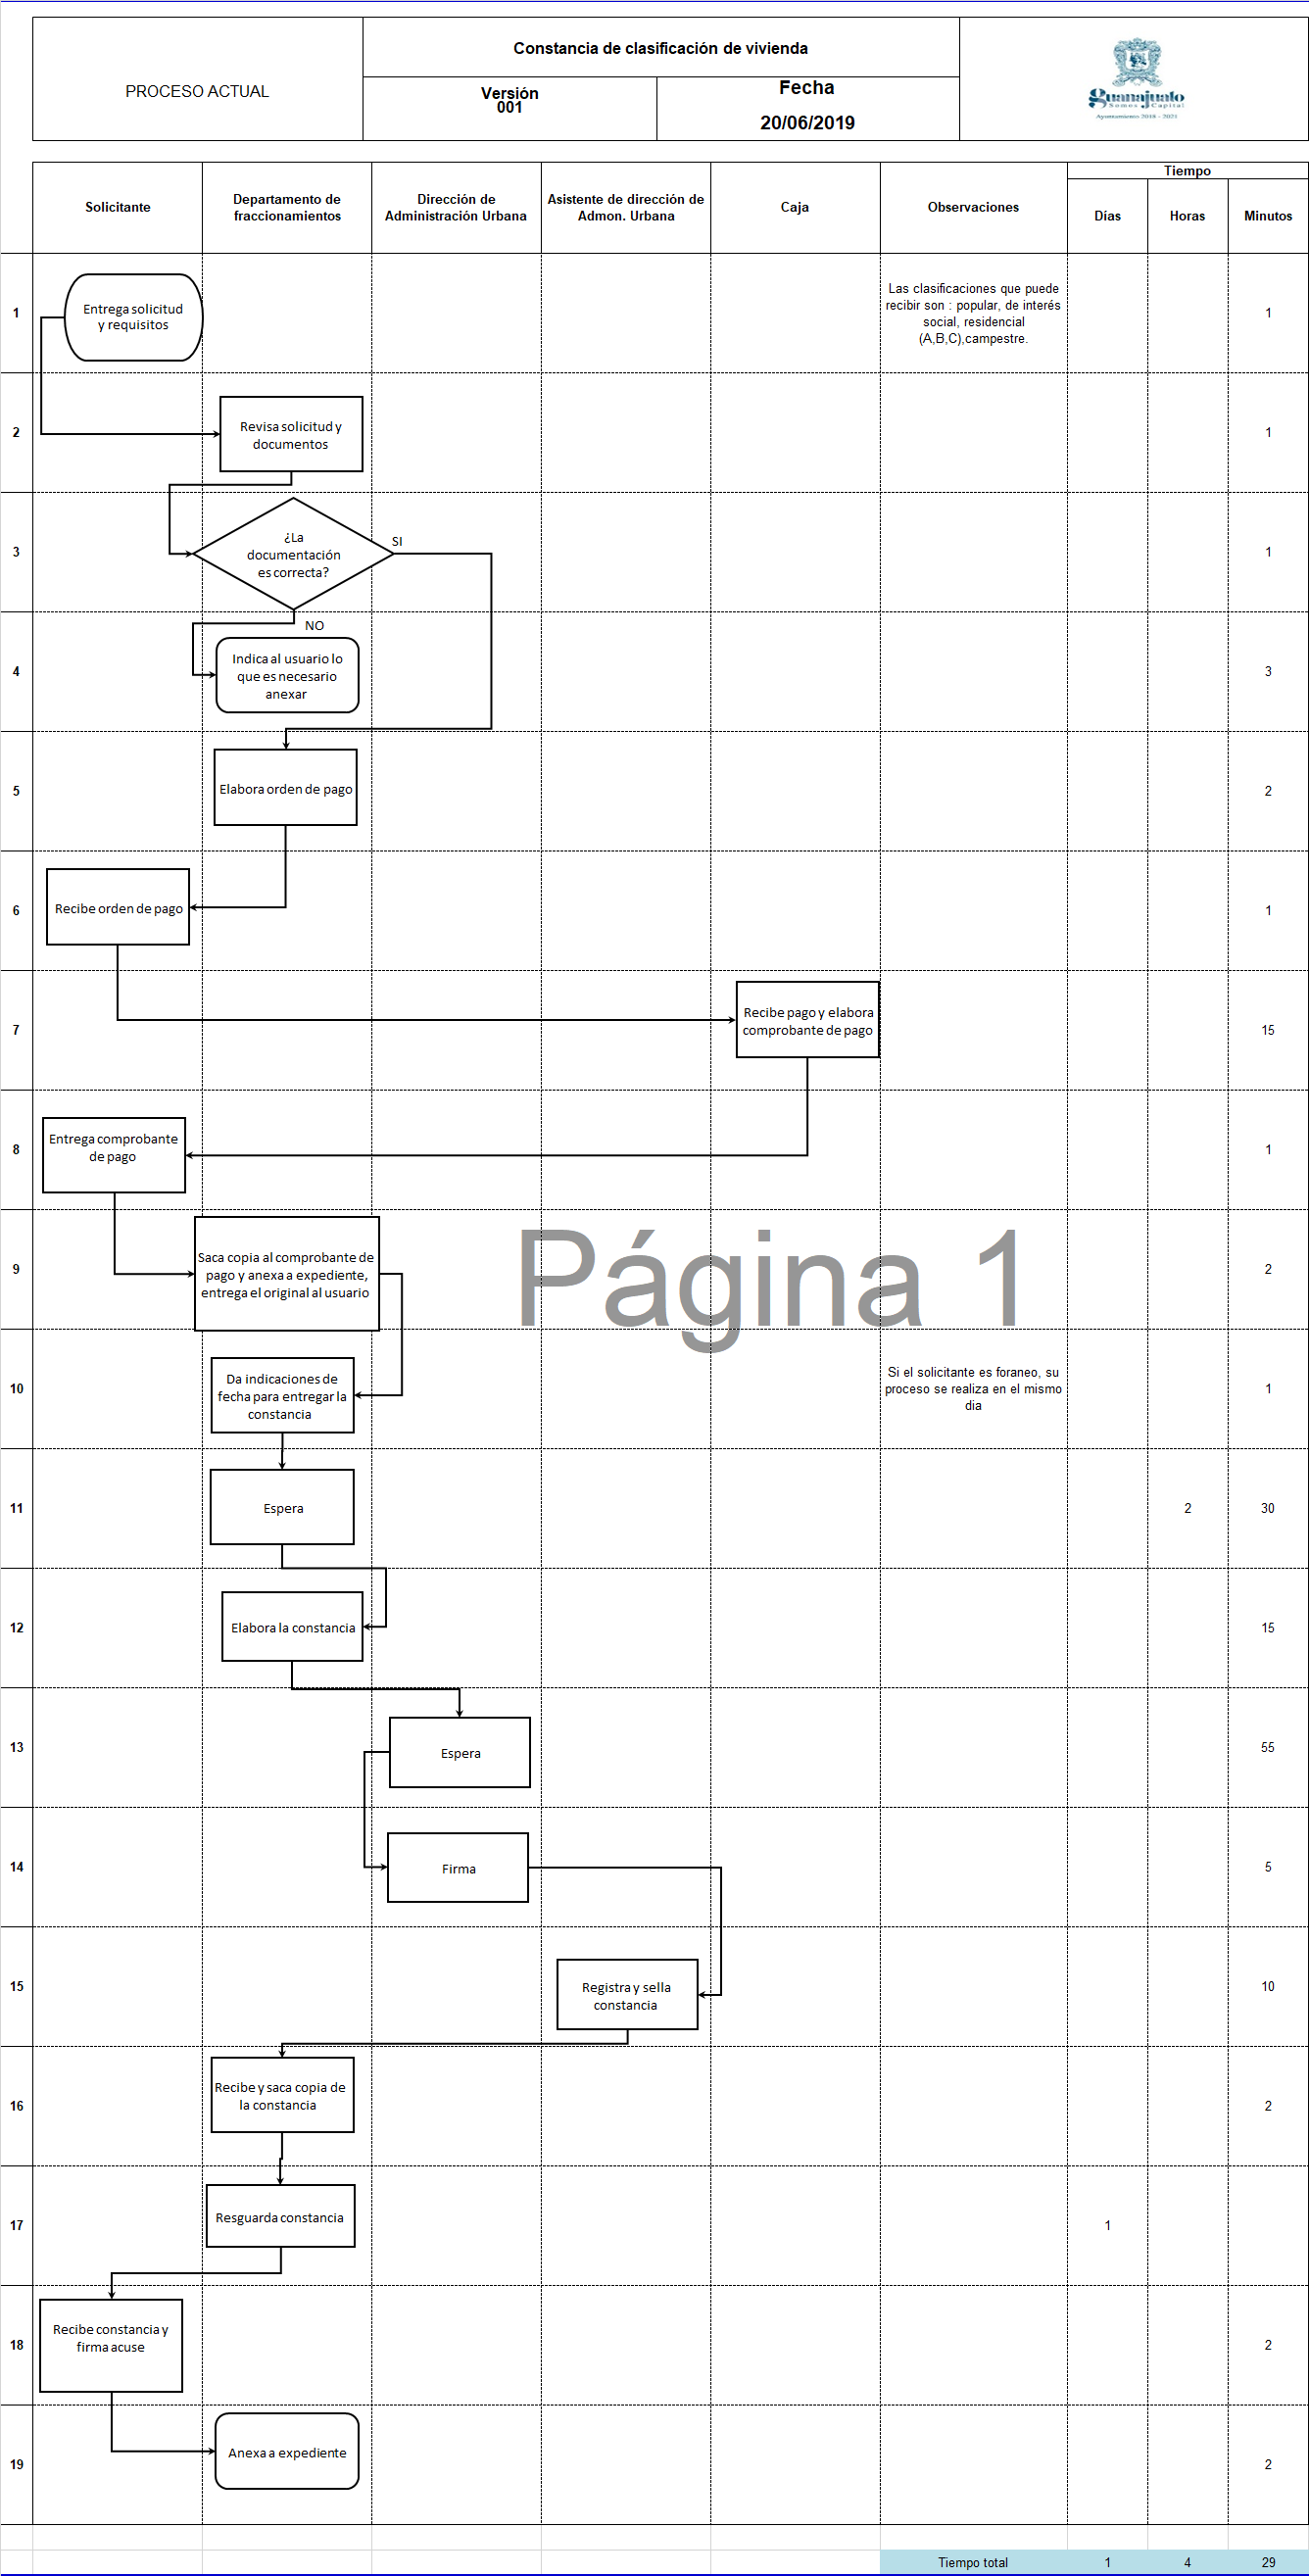 PROCESO ACTUAL
Constancia de clasificación de vivienda
Versión
001
Fecha
20/06/2019
Guanajuato
Somos Capital
Ayuntamiento 2018 - 2021
Solicitante
Departamento de
fraccionamientos
Dirección de
Administración Urbana
Asistente de dirección de
Admon. Urbana
Caja
Observaciones
Tiempo
Días
Horas
Minutos
1
Entrega solicitud
y requisitos
Las clasificaciones que puede
recibir son : popular, de interés
social, residencial
(A,B,C),campestre.
1
2
Revisa solicitud y
documentos
1
3
¿La
documentación
es correcta?
SI
1
NO
4
Indica al usuario lo
que es necesario
anexar
3
5
Elabora orden de pago
2
6
Recibe orden de pago
1
7
Recibe pago y elabora
comprobante de pago
15
8
Entrega comprobante
de pago
1
9
Saca copia al comprobante de
pago y anexa a expediente,
entrega el original al usuario
Página 1
2
10
Da indicaciones de
fecha para entregar la
constancia
Si el solicitante es foraneo, su
proceso se realiza en el mismo
dia
1
11
Espera
2
30
12
Elabora la constancia
15
13
Espera
55
14
Firma
5
15
Registra y sella
constancia
10
16
Recibe y saca copia de
la constancia
2
17
Resguarda constancia
1
18
Recibe constancia y
firma acuse
2
19
Anexa a expediente
2
Tiempo total
1
4
29